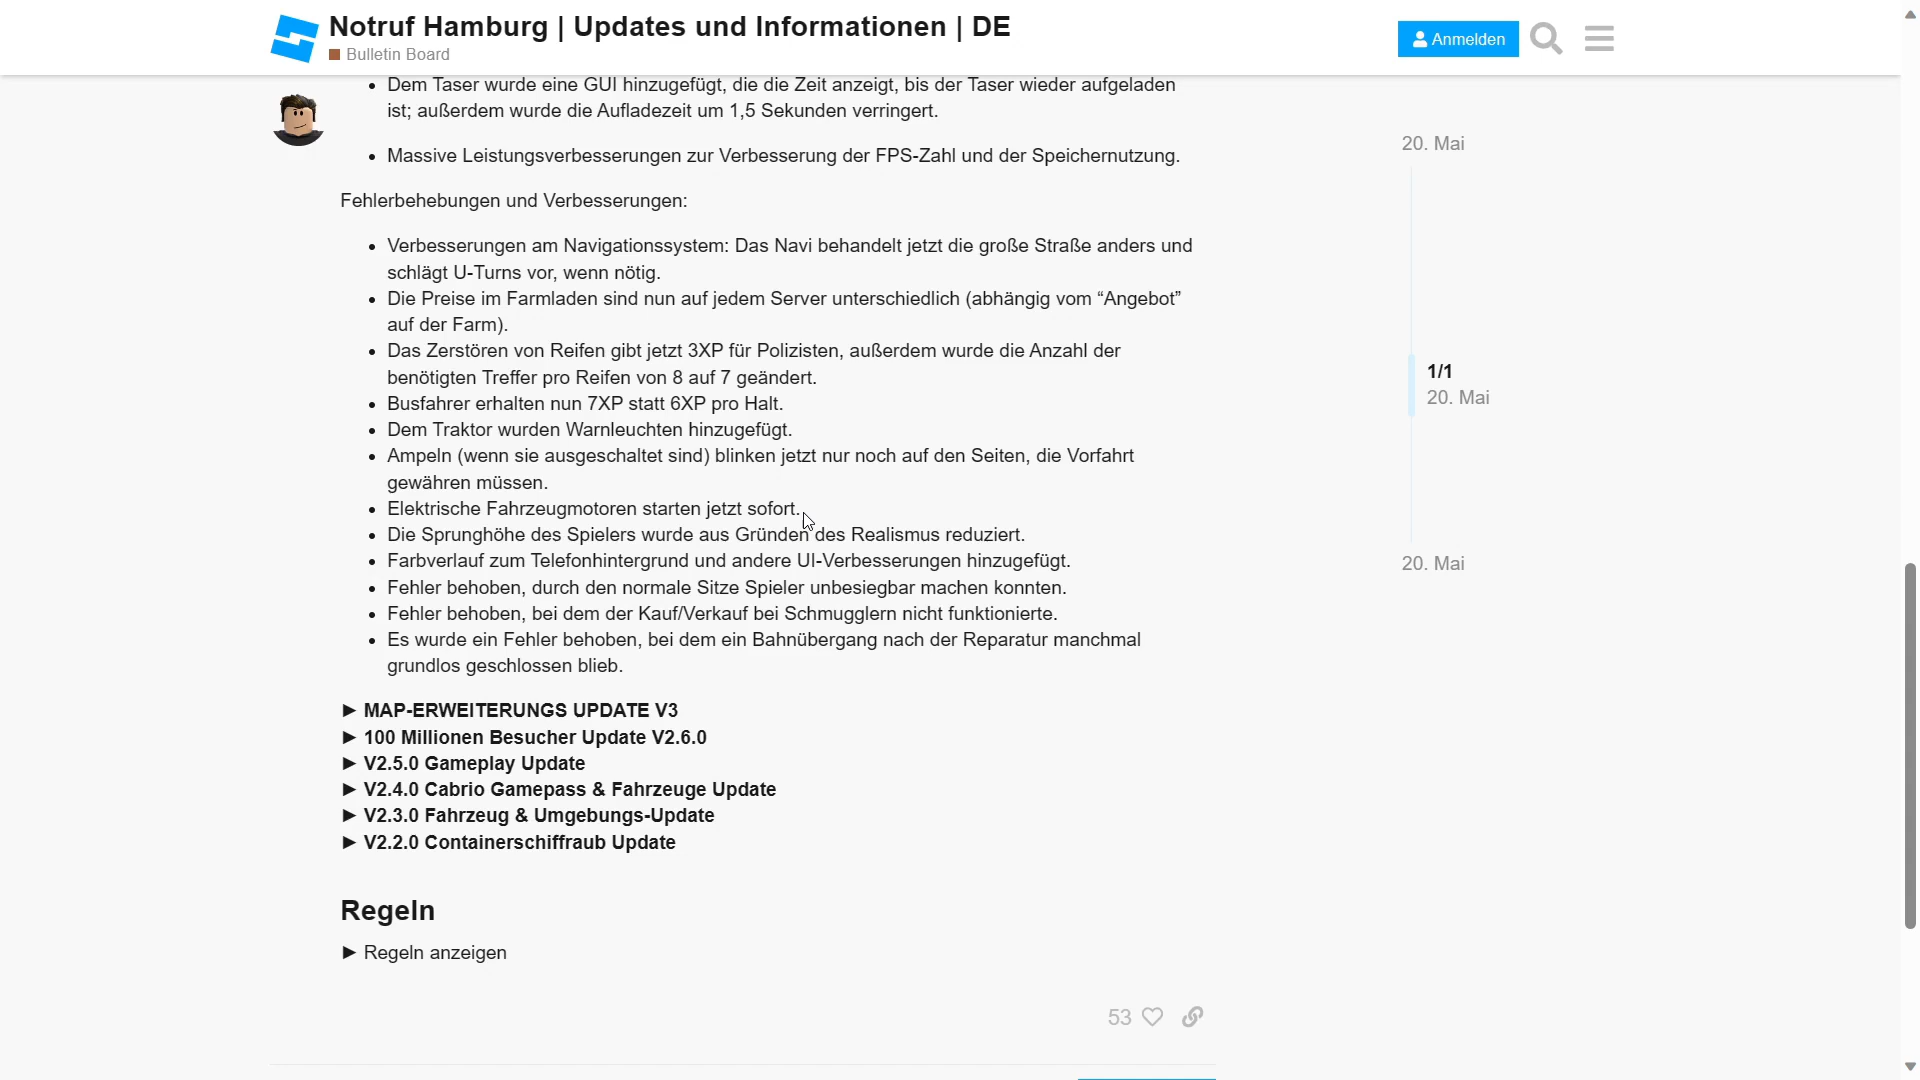 Notruf Hamburg | Updates und Informationen | DE
Bulletin Board
Anmelden
• Dem Taser wurde eine GUI hinzugefügt, die die Zeit anzeigt, bis der Taser wieder aufgeladen
ist; außerdem wurde die Aufladezeit um 1,5 Sekunden verringert.
• Massive Leistungsverbesserungen zur Verbesserung der FPS-Zahl und der Speichernutzung.
Fehlerbehebungen und Verbesserungen:
• Verbesserungen am Navigationssystem: Das Navi behandelt jetzt die große Straße anders und
schlägt U-Turns vor, wenn nötig.
• Die Preise im Farmladen sind nun auf jedem Server unterschiedlich (abhängig vom “Angebot”
auf der Farm).
• Das Zerstören von Reifen gibt jetzt 3XP für Polizisten, außerdem wurde die Anzahl der
benötigten Treffer pro Reifen von 8 auf 7 geändert.
• Busfahrer erhalten nun 7XP statt 6XP pro Halt.
• Dem Traktor wurden Warnleuchten hinzugefügt.
• Ampeln (wenn sie ausgeschaltet sind) blinken jetzt nur noch auf den Seiten, die Vorfahrt
gewähren müssen.
• Elektrische Fahrzeugmotoren starten jetzt sofort.
• Die Sprunghöhe des Spielers wurde aus Gründen des Realismus reduziert.
• Farbverlauf zum Telefonhintergrund und andere UI-Verbesserungen hinzugefügt.
• Fehler behoben, durch den normale Sitze Spieler unbesiegbar machen konnten.
• Fehler behoben, bei dem der Kauf/Verkauf bei Schmugglern nicht funktionierte.
• Es wurde ein Fehler behoben, bei dem ein Bahnübergang nach der Reparatur manchmal
grundlos geschlossen blieb.
► MAP-ERWEITERUNGS UPDATE V3
► 100 Millionen Besucher Update V2.6.0
► V2.5.0 Gameplay Update
► V2.4.0 Cabrio Gamepass & Fahrzeuge Update
► V2.3.0 Fahrzeug & Umgebungs-Update
► V2.2.0 Containerschiffraub Update
Regeln
► Regeln anzeigen
53
20. Mai
1/1
20. Mai
20. Mai